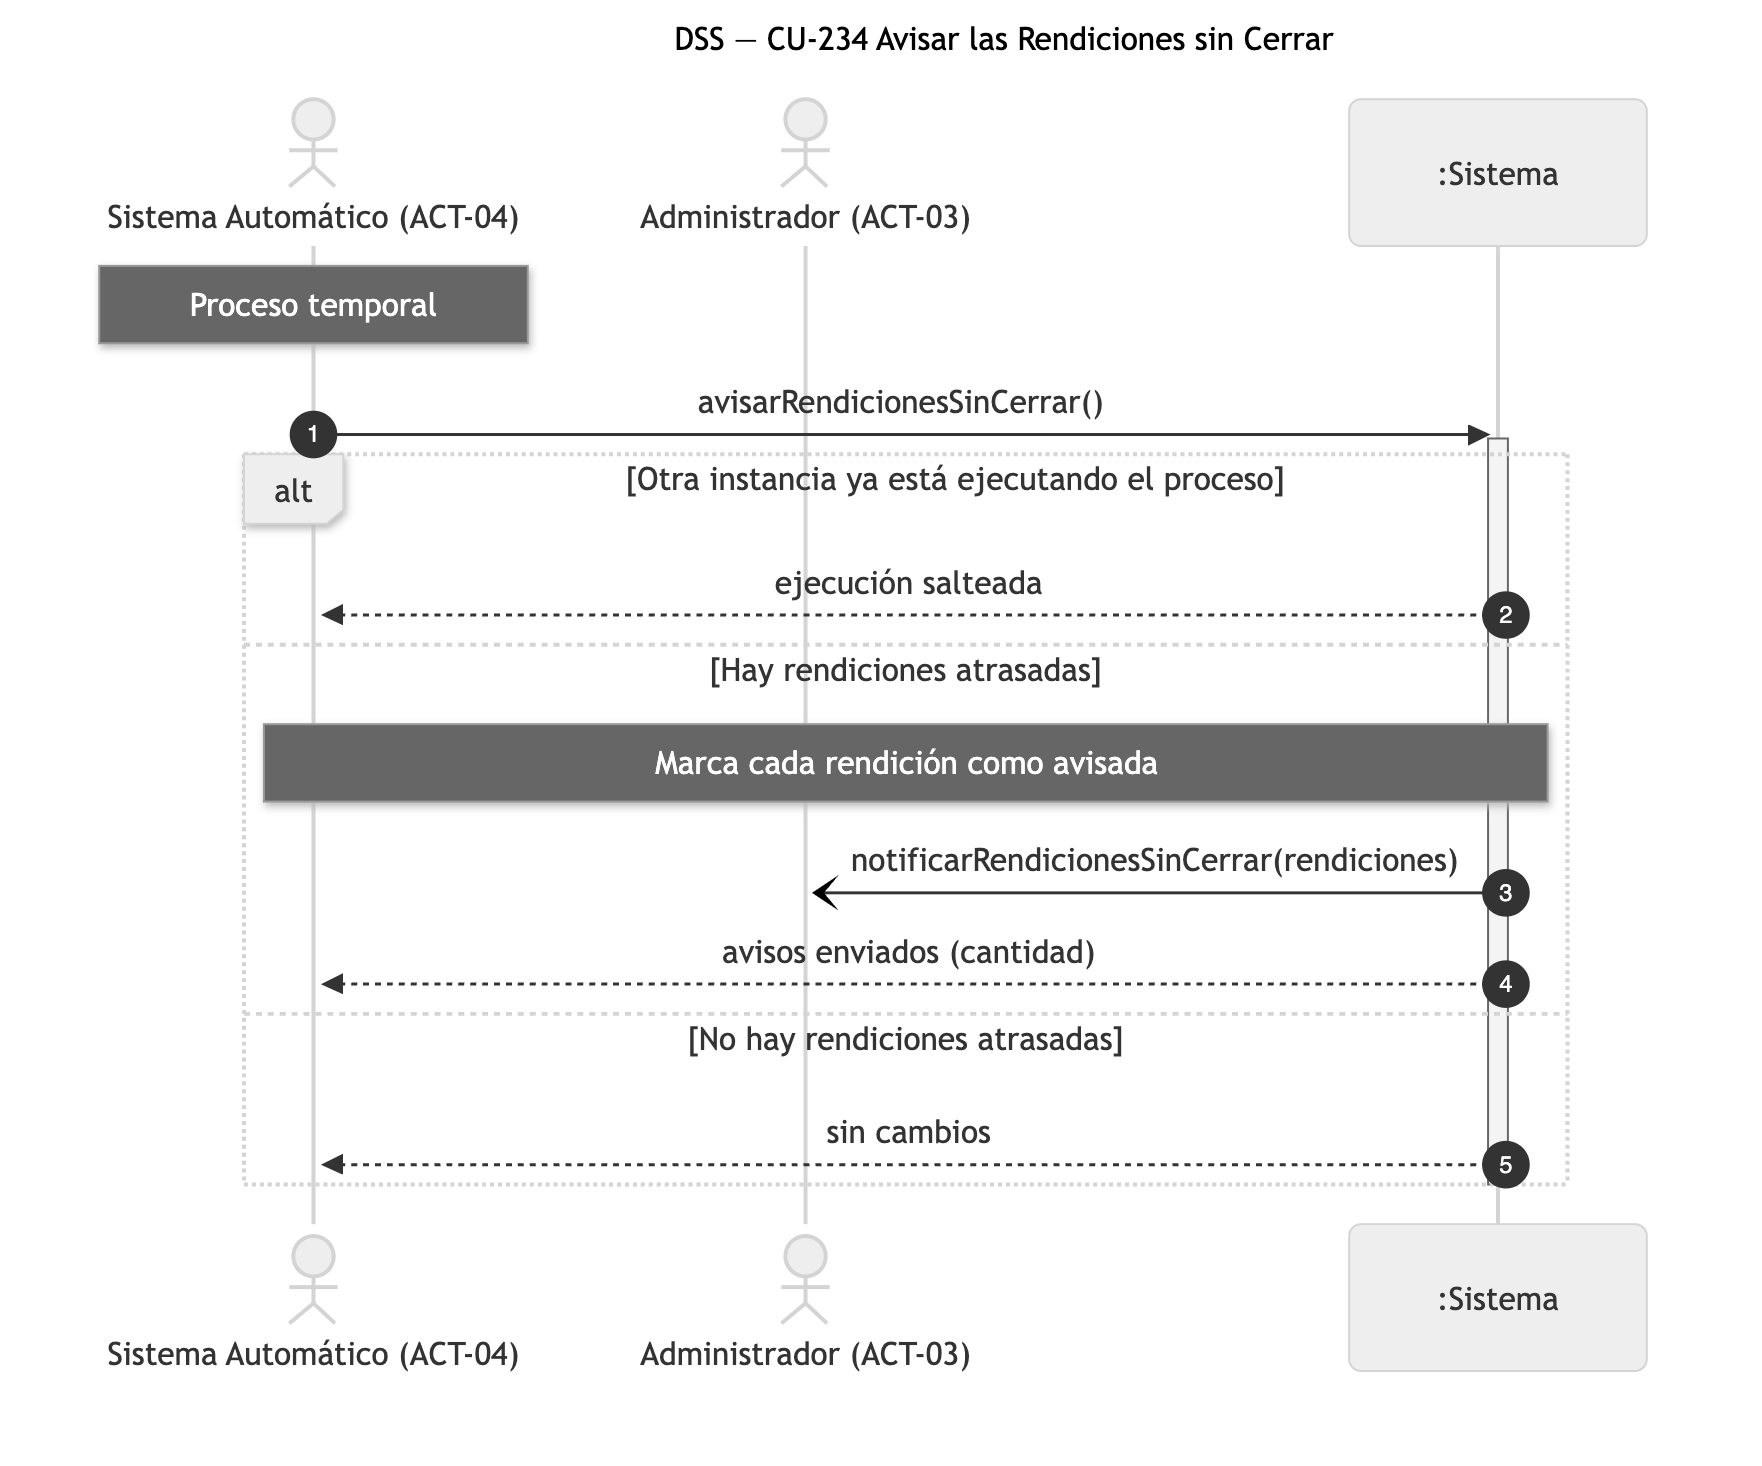 DSS – CU-234 Avisar las Rendiciones sin Cerrar
Sistema Automático (ACT-04)
Administrador (ACT-03)
:Sistema
Proceso temporal
avisarRendicionesSinCerrar()
1
alt
[Otra instancia ya está ejecutando el proceso]
ejecución salteada
2
[Hay rendiciones atrasadas]
Marca cada rendición como avisada
notificarRendicionesSinCerrar(rendiciones)
3
avisos enviados (cantidad)
4
[No hay rendiciones atrasadas]
sin cambios
5
Sistema Automático (ACT-04)
Administrador (ACT-03)
:Sistema